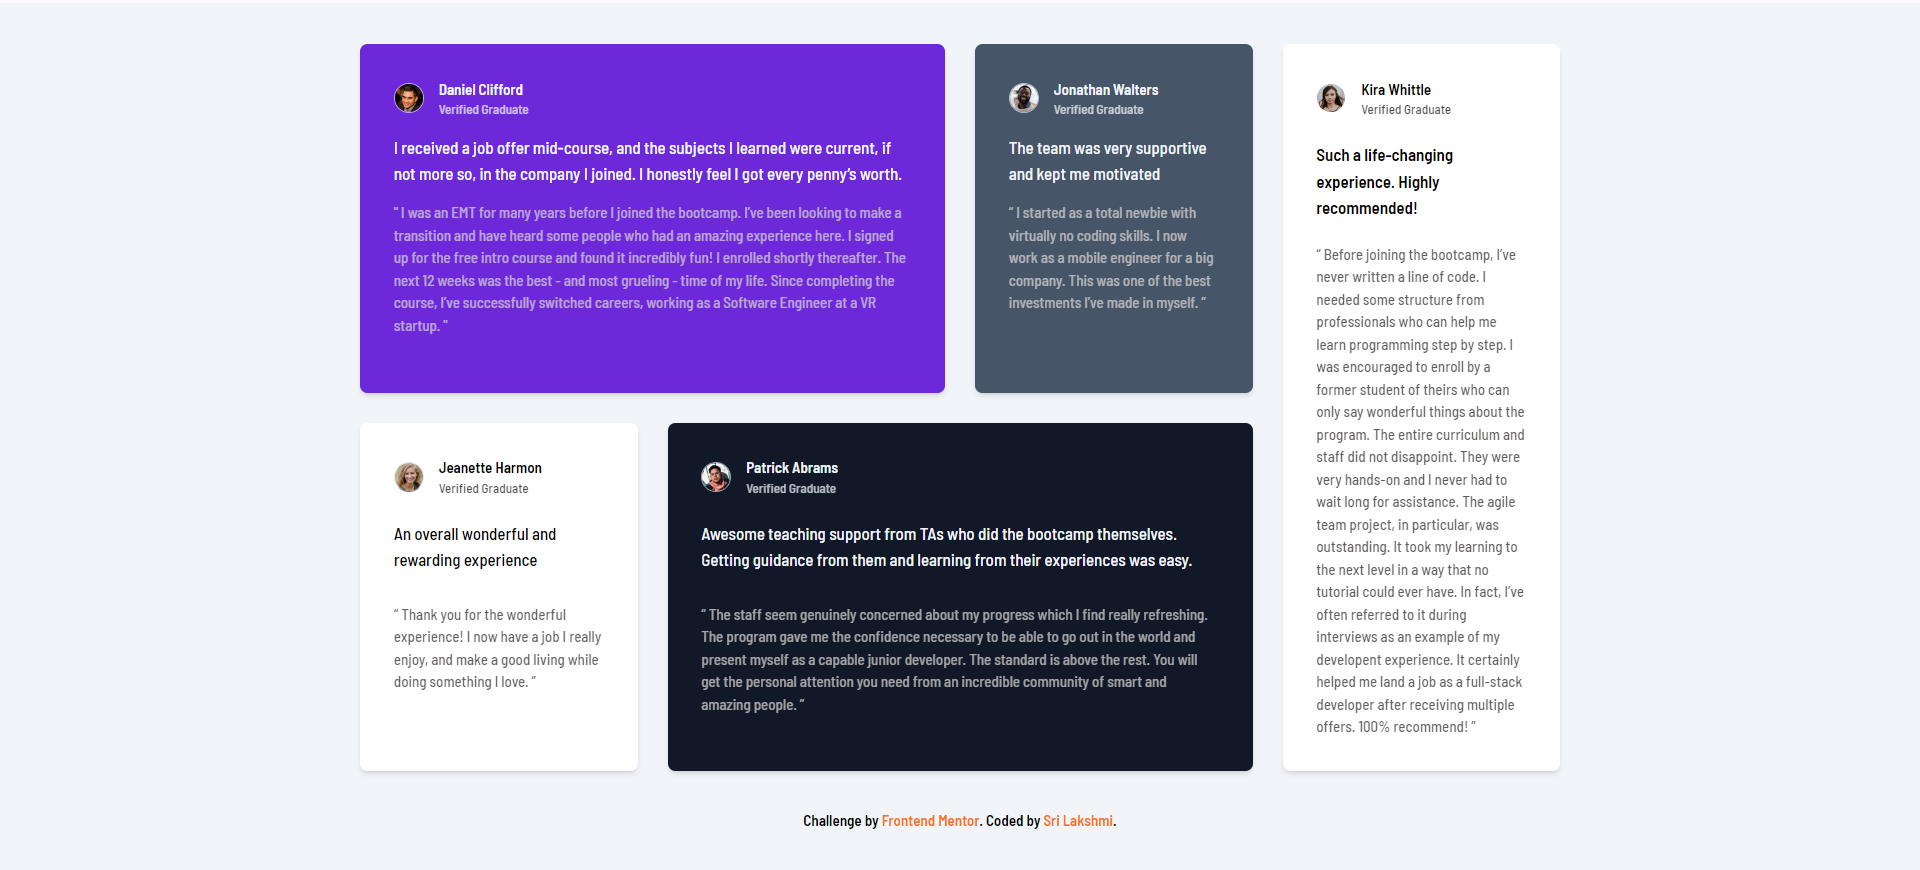 Daniel Clifford
Verified Graduate
I received a job offer mid-course, and the subjects I learned were current, if
not more so, in the company I joined. I honestly feel I got every penny’s worth.
" I was an EMT for many years before I joined the bootcamp. I’ve been looking to make a
transition and have heard some people who had an amazing experience here. I signed
up for the free intro course and found it incredibly fun! I enrolled shortly thereafter. The
next 12 weeks was the best - and most grueling - time of my life. Since completing the
course, I’ve successfully switched careers, working as a Software Engineer at a VR
startup. "
Jonathan Walters
Verified Graduate
The team was very supportive
and kept me motivated
“ I started as a total newbie with
virtually no coding skills. I now
work as a mobile engineer for a big
company. This was one of the best
investments I’ve made in myself. ”
Kira Whittle
Verified Graduate
Such a life-changing
experience. Highly
recommended!
“ Before joining the bootcamp, I’ve
never written a line of code. I
needed some structure from
professionals who can help me
learn programming step by step. I
was encouraged to enroll by a
former student of theirs who can
only say wonderful things about the
program. The entire curriculum and
staff did not disappoint. They were
very hands-on and I never had to
wait long for assistance. The agile
team project, in particular, was
outstanding. It took my learning to
the next level in a way that no
tutorial could ever have. In fact, I’ve
often referred to it during
interviews as an example of my
developent experience. It certainly
helped me land a job as a full-stack
developer after receiving multiple
offers. 100% recommend! ”
Jeanette Harmon
Verified Graduate
An overall wonderful and
rewarding experience
“ Thank you for the wonderful
experience! I now have a job I really
enjoy, and make a good living while
doing something I love. ”
Patrick Abrams
Verified Graduate
Awesome teaching support from TAs who did the bootcamp themselves.
Getting guidance from them and learning from their experiences was easy.
“ The staff seem genuinely concerned about my progress which I find really refreshing.
The program gave me the confidence necessary to be able to go out in the world and
present myself as a capable junior developer. The standard is above the rest. You will
get the personal attention you need from an incredible community of smart and
amazing people. ”
Challenge by Frontend Mentor. Coded by Sri Lakshmi.